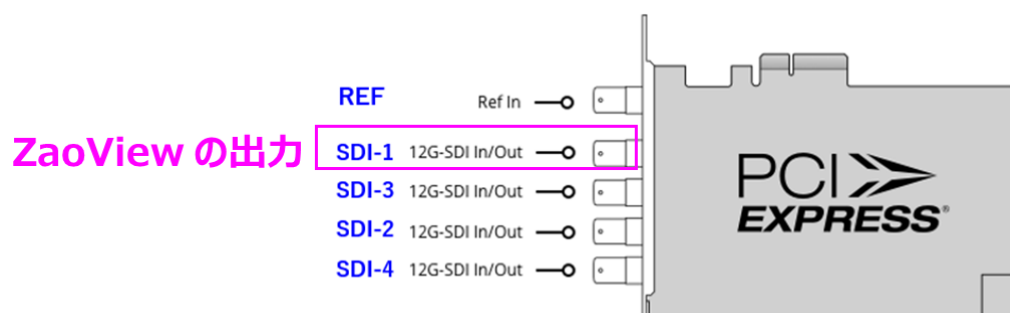 REF Ref In
ZaoView の出力 SDI-1 12G-SDI In/Out
SDI-3 12G-SDI In/Out
SDI-2 12G-SDI In/Out
SDI-4 12G-SDI In/Out
PCI
EXPRESS®